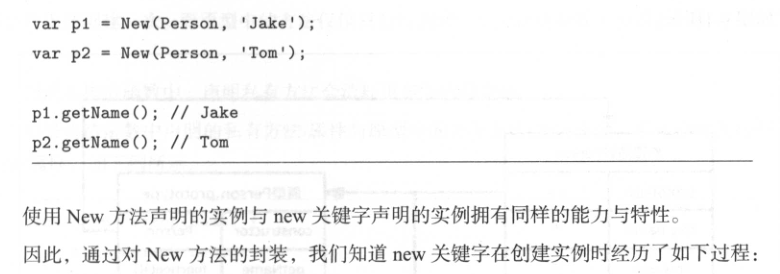 var p1 = New(Person, 'Jake');
var p2 = New(Person, 'Tom');
p1.getName(); // Jake
p2.getName(); // Tom
使用 New 方法声明的实例与 new 关键字声明的实例拥有同样的能力与特性。
因此，通过对 New 方法的封装，我们知道 new 关键字在创建实例时经历了如下过程：